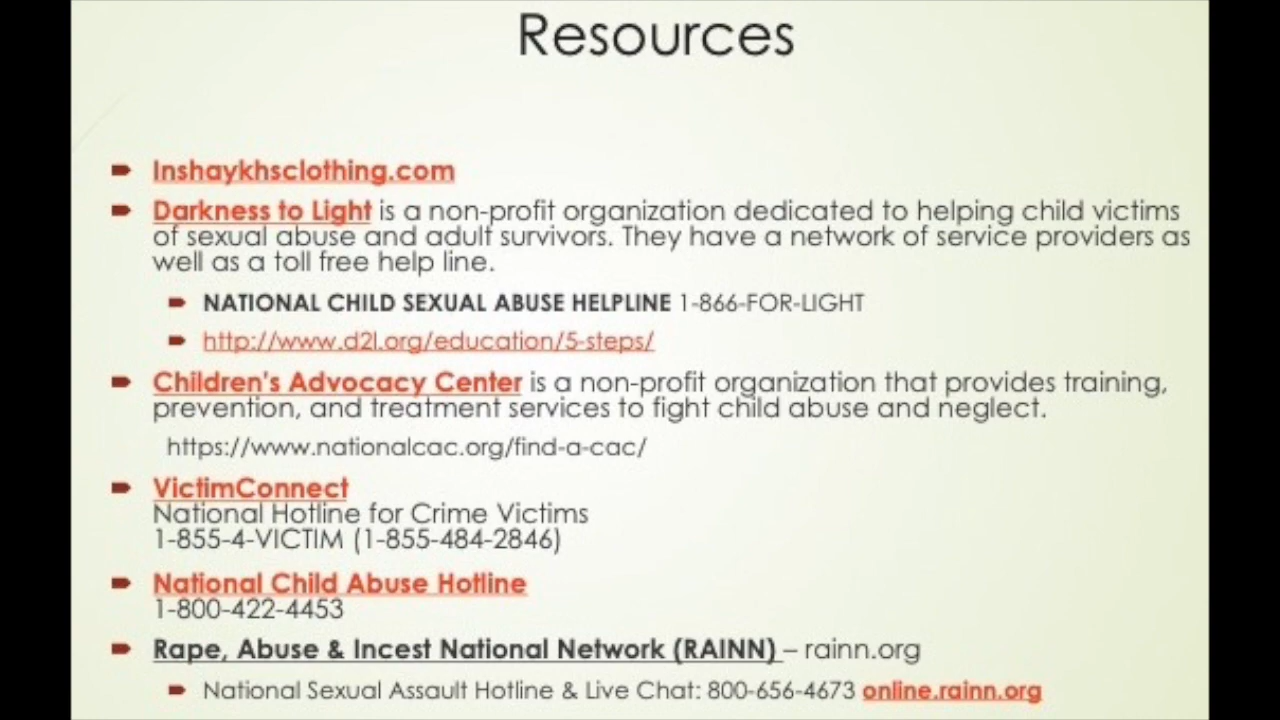 Resources
Inshaykhsclothing.com
Darkness to Light is a non-profit organization dedicated to helping child victims
of sexual abuse and adult survivors. They have a network of service providers as
well as a toll free help line.
NATIONAL CHILD SEXUAL ABUSE HELPLINE 1-866-FOR-LIGHT
http://www.d2l.org/education/5-steps/
Children's Advocacy Center is a non-profit organization that provides training,
prevention, and treatment services to fight child abuse and neglect.
https://www.nationalcac.org/find-a-cac/
VictimConnect
National Hotline for Crime Victims
1-855-4-VICTIM (1-855-484-2846)
National Child Abuse Hotline
1-800-422-4453
Rape, Abuse & Incest National Network (RAINN) – rainn.org
National Sexual Assault Hotline & Live Chat: 800-656-4673 online.rainn.org